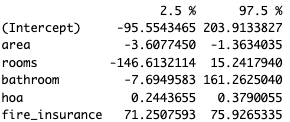 2.5 % 97.5 %
(Intercept) -95.5543465 203.9133827
area -3.6077450 -1.3634035
rooms -146.6132114 15.2417940
bathroom -7.6949588 161.2625040
hoa 0.2443655 0.3790055
fire_insurance 71.2507593 75.9265335